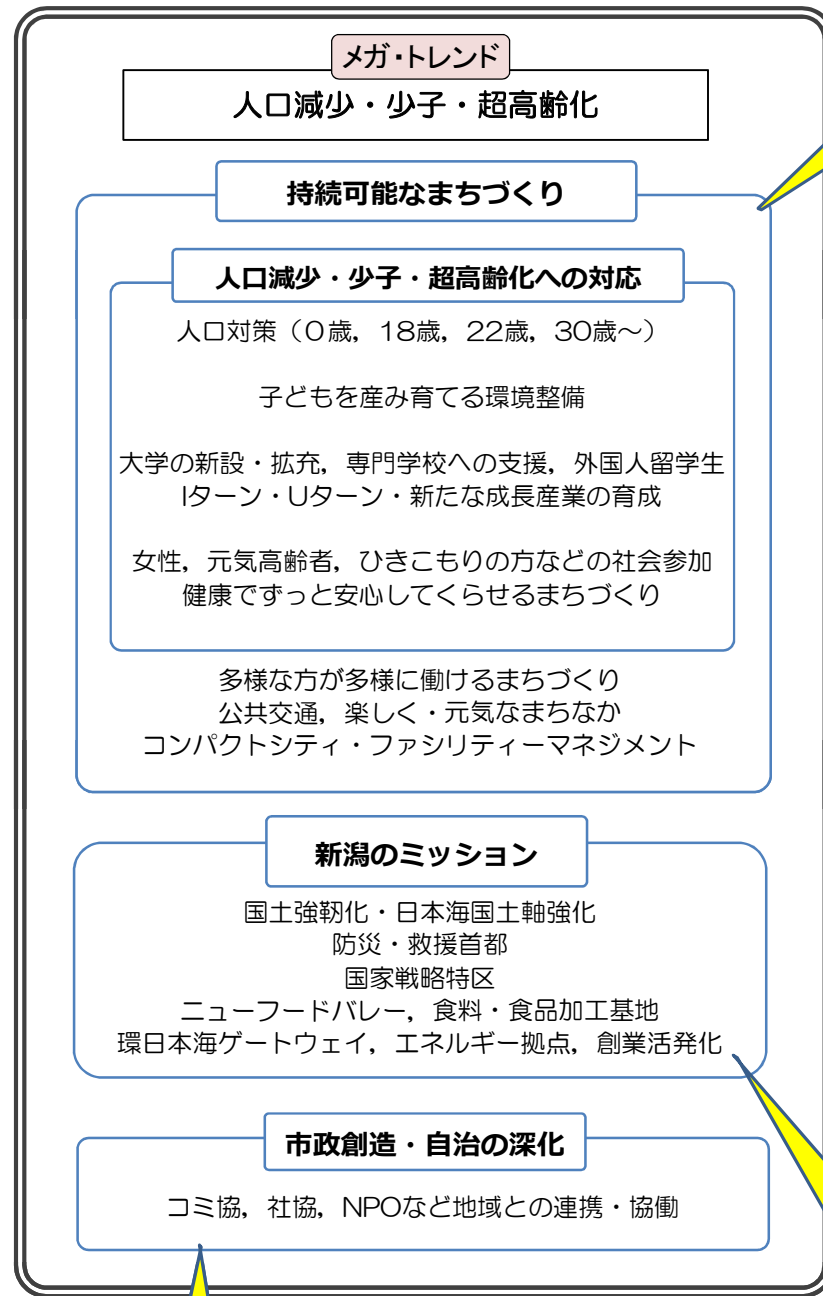 メガ・トレンド
人口減少・少子・超高齢化
持続可能なまちづくり
人口減少・少子・超高齢化への対応
人口対策（０歳，18歳，22歳，30歳～）
子どもを産み育てる環境整備
大学の新設・拡充，専門学校への支援，外国人留学生
Iターン・Uターン・新たな成長産業の育成
女性，元気高齢者，ひきこもりの方などの社会参加
健康でずっと安心してくらせるまちづくり
多様な方が多様に働けるまちづくり
公共交通，楽しく・元気なまちなか
コンパクトシティ・ファシリティーマネジメント
新潟のミッション
国土強靭化・日本海国土軸強化
防災・救援首都
国家戦略特区
ニューフードバレー，食料・食品加工基地
環日本海ゲートウェイ，エネルギー拠点，創業活発化
市政創造・自治の深化
コミ協，社協，NPOなど地域との連携・協働